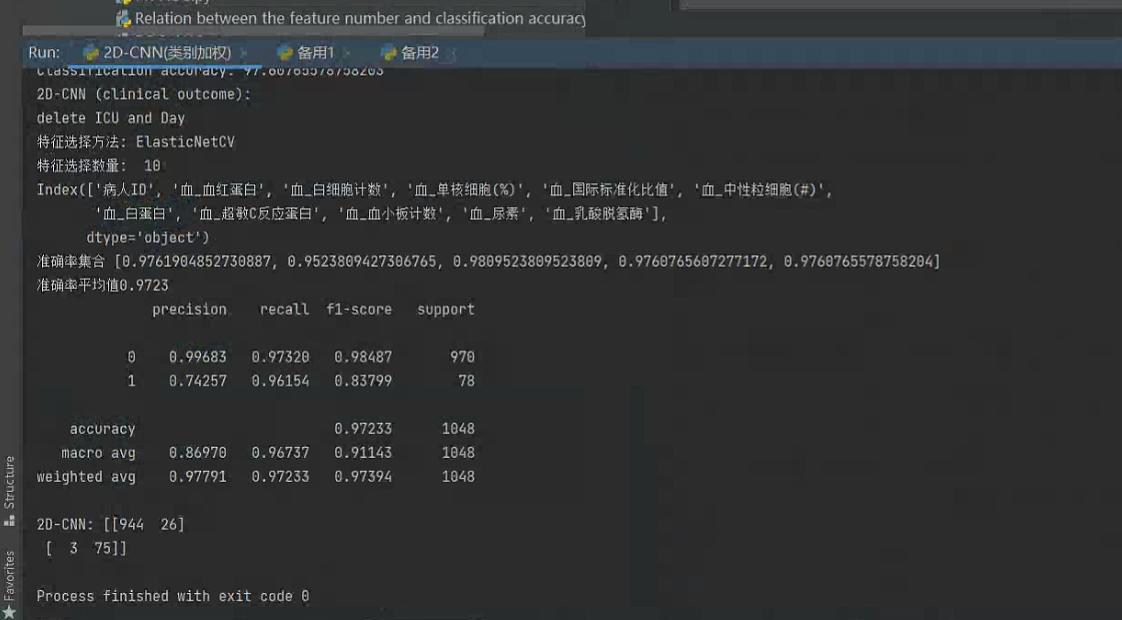 Relation between the feature number and classification accuracy
Run: 2D-CNN(类别加权) 备用1 备用2
Classification accuracy: 97.60765578758203
2D-CNN (clinical outcome):
delete ICU and Day
特征选择方法: ElasticNetCV
特征选择数量: 10
Index(['病人ID', '血_血红蛋白', '血_白细胞计数', '血_单核细胞(%)', '血_国际标准化比值', '血_中性粒细胞(#)',
'血_白蛋白', '血_超敏C反应蛋白', '血_血小板计数', '血_尿素', '血_乳酸脱氢酶'],
dtype='object')
准确率集合 [0.9761904852730887, 0.9523809427306765, 0.9809523809523809, 0.9760765607277172, 0.9760765578758204]
准确率平均值0.9723
precision recall f1-score support
0 0.99683 0.97320 0.98487 970
1 0.74257 0.96154 0.83799 78
accuracy 0.97233 1048
macro avg 0.86970 0.96737 0.91143 1048
weighted avg 0.97791 0.97233 0.97394 1048
2D-CNN: [[944 26]
[ 3 75]]
Process finished with exit code 0
Structure
Favorites